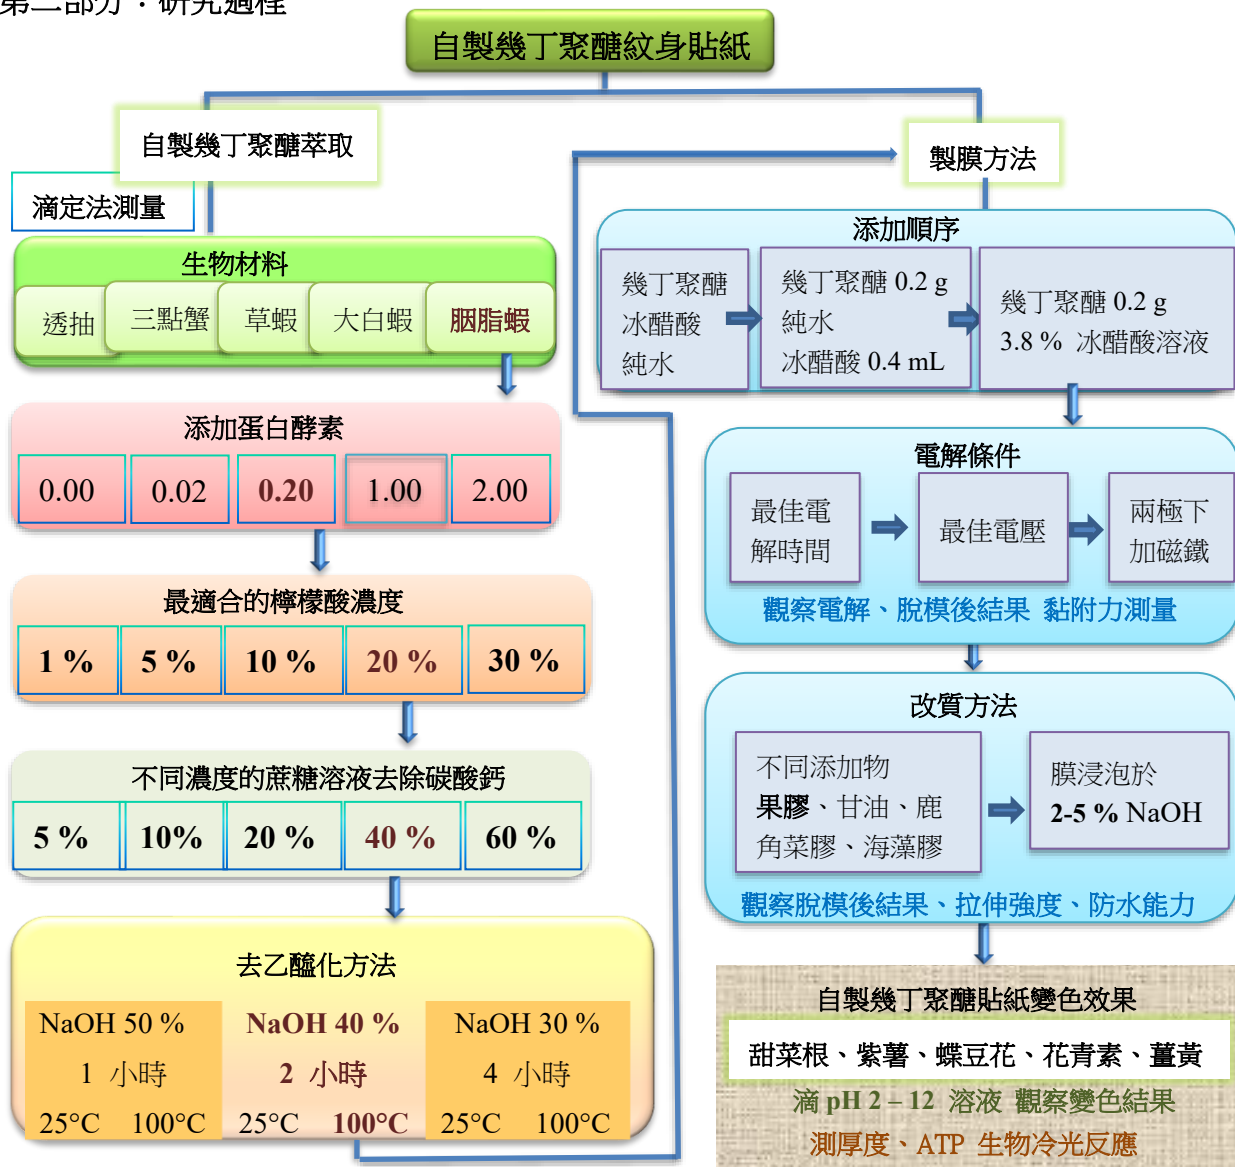 第二部分：研究過程
自製幾丁聚醣紋身貼紙
自製幾丁聚醣萃取
滴定法測量
生物材料
透抽 三點蟹 草蝦 大白蝦 胭脂蝦
添加蛋白酵素
0.00 0.02 0.20 1.00 2.00
最適合的檸檬酸濃度
1 % 5 % 10 % 20 % 30 %
不同濃度的蔗糖溶液去除碳酸鈣
5 % 10% 20 % 40 % 60 %
去乙醯化方法
NaOH 50 % NaOH 40 % NaOH 30 %
1 小時 2 小時 4 小時
25°C 100°C 25°C 100°C 25°C 100°C
製膜方法
添加順序
幾丁聚醣
冰醋酸
純水
幾丁聚醣 0.2 g
純水
冰醋酸 0.4 mL
幾丁聚醣 0.2 g
3.8 % 冰醋酸溶液
電解條件
最佳電
解時間
最佳電壓
兩極下
加磁鐵
觀察電解、脫模後結果 黏附力測量
改質方法
不同添加物
果膠、甘油、鹿
角菜膠、海藻膠
膜浸泡於
2-5 % NaOH
觀察脫模後結果、拉伸強度、防水能力
自製幾丁聚醣貼紙變色效果
甜菜根、紫薯、蝶豆花、花青素、薑黃
滴 pH 2 – 12 溶液 觀察變色結果
測厚度、ATP 生物冷光反應